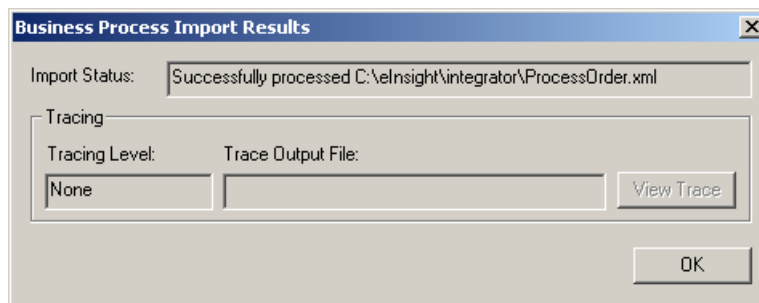 Business Process Import Results
Import Status: Successfully processed C:\eInsight\integrator\ProcessOrder.xml
Tracing
Tracing Level: Trace Output File:
None View Trace
OK